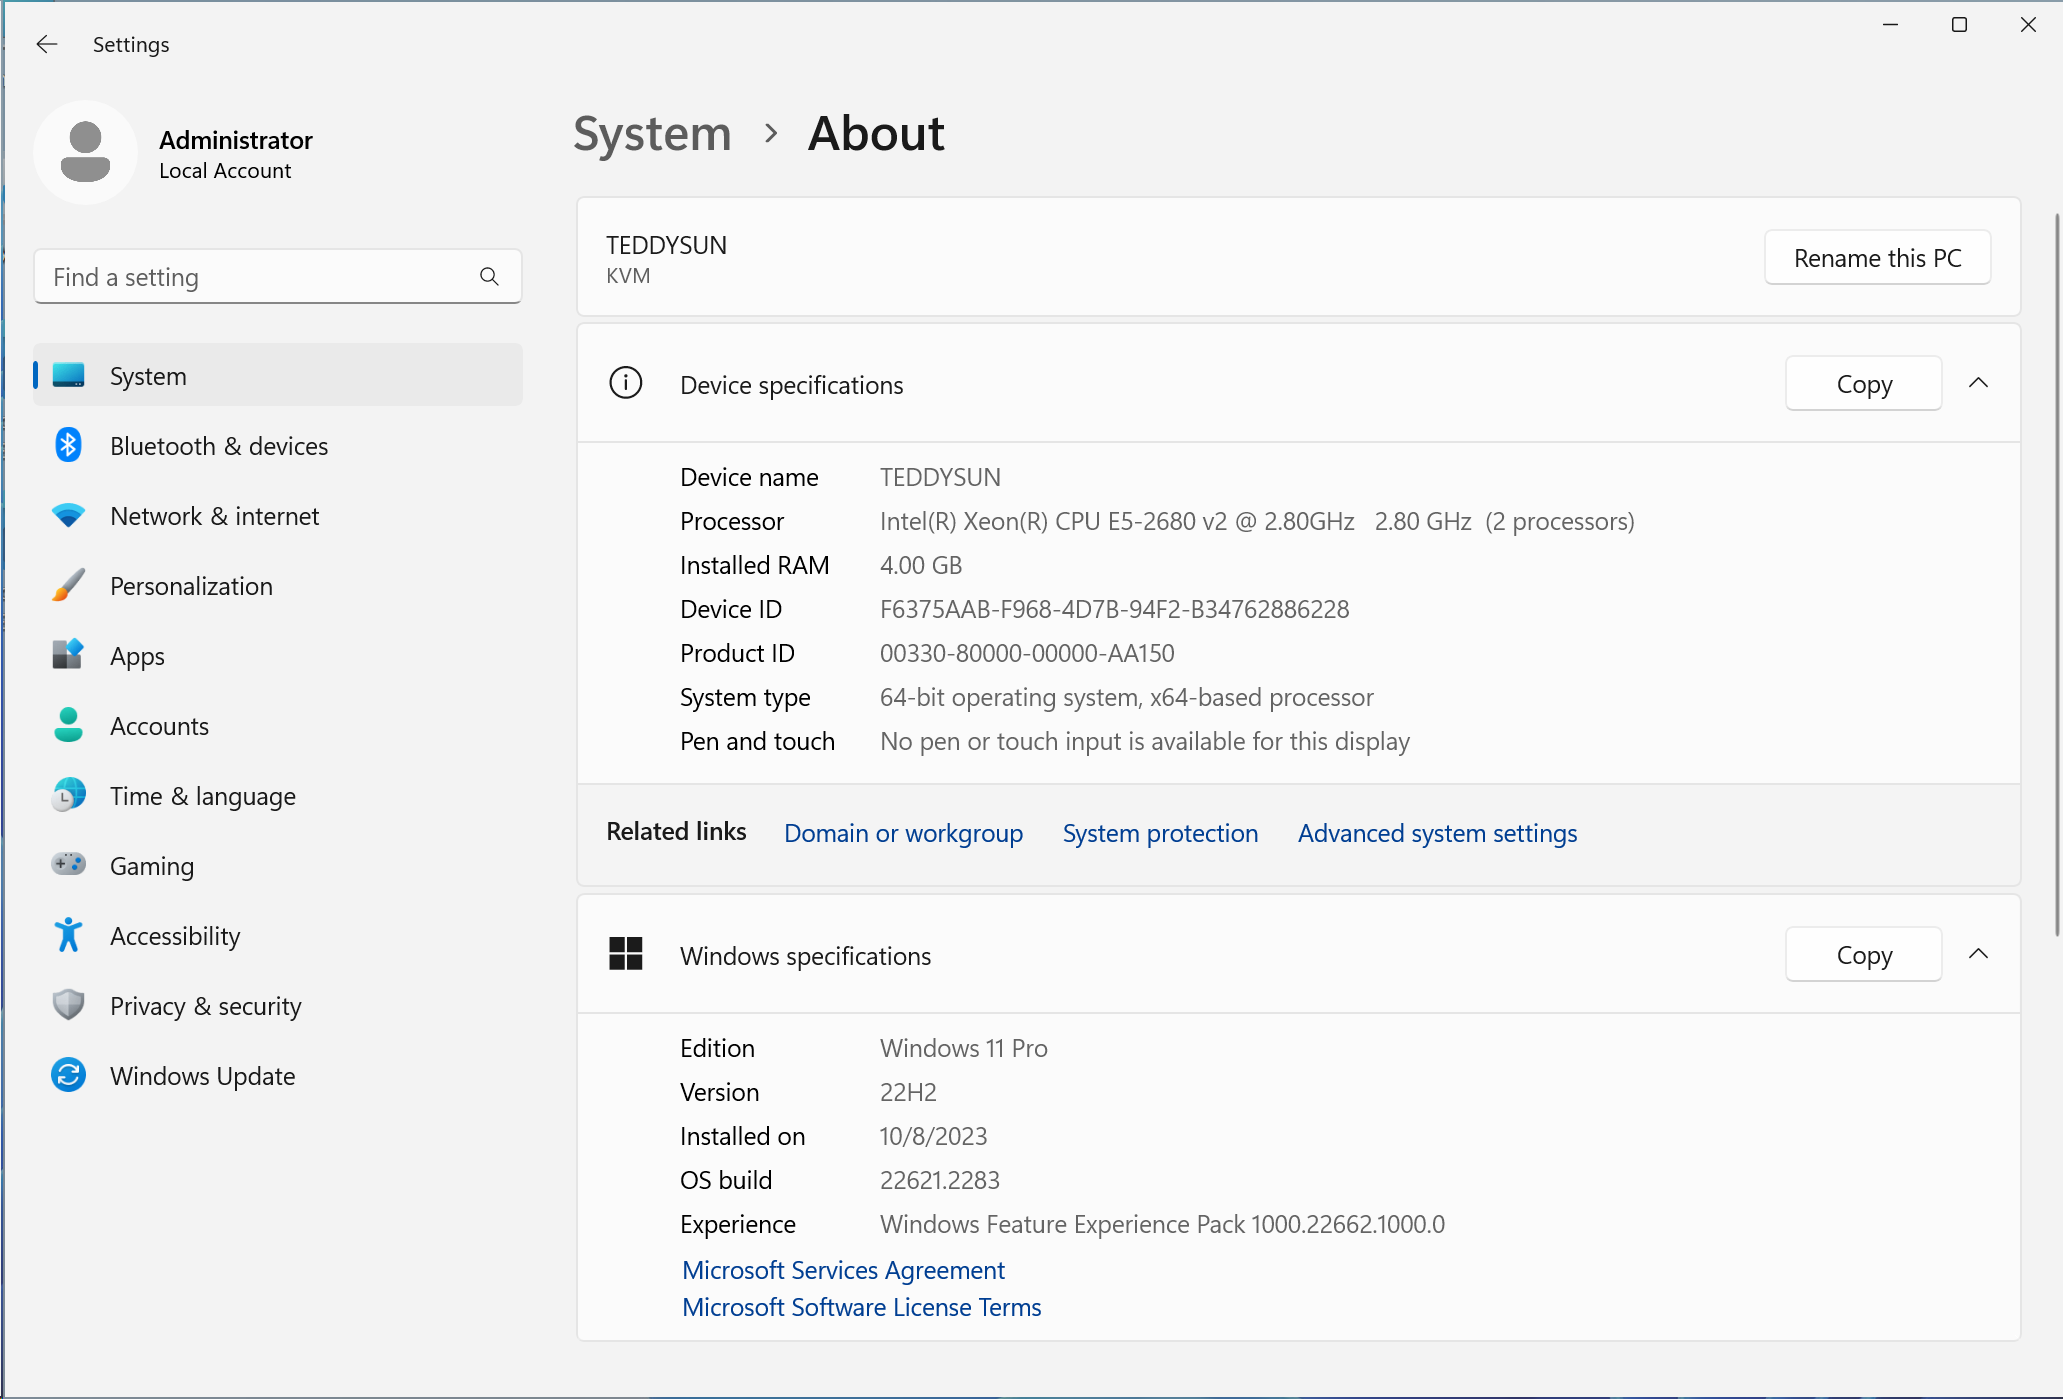 Settings
Administrator
Local Account
Find a setting
System
Bluetooth & devices
Network & internet
Personalization
Apps
Accounts
Time & language
Gaming
Accessibility
Privacy & security
Windows Update
System > About
TEDDYSUN
KVM
Rename this PC
Device specifications
Copy
Device name TEDDYSUN
Processor Intel(R) Xeon(R) CPU E5-2680 v2 @ 2.80GHz 2.80 GHz (2 processors)
Installed RAM 4.00 GB
Device ID F6375AAB-F968-4D7B-94F2-B34762886228
Product ID 00330-80000-00000-AA150
System type 64-bit operating system, x64-based processor
Pen and touch No pen or touch input is available for this display
Related links Domain or workgroup System protection Advanced system settings
Windows specifications
Copy
Edition Windows 11 Pro
Version 22H2
Installed on 10/8/2023
OS build 22621.2283
Experience Windows Feature Experience Pack 1000.22662.1000.0
Microsoft Services Agreement
Microsoft Software License Terms